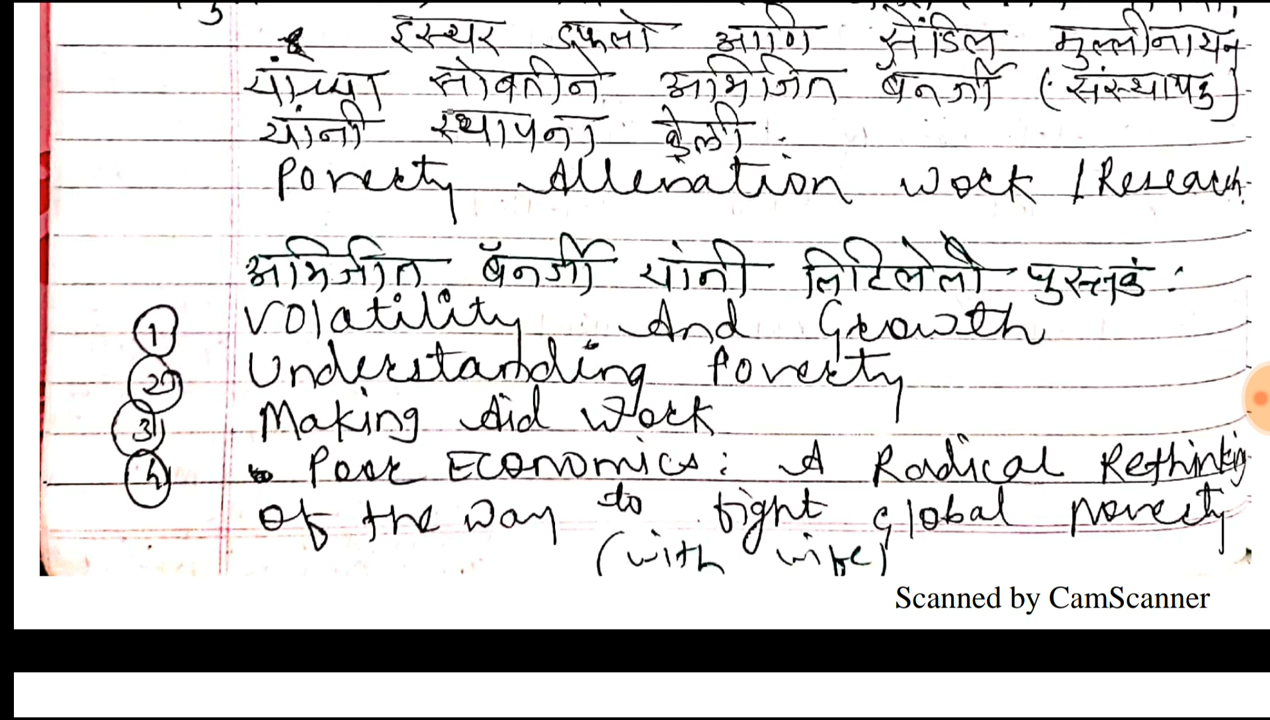 इस्थर डुफ्लो आणि सेंडिल मुल्लीनाथन
यांच्या सोबतीने अभिजित बॅनर्जी (संस्थापक)
यांनी स्थापना केली :
Poverty Alleviation Work / Research
अभिजीत बॅनर्जी यांनी लिहिलेली पुस्तकं :
① Volatility And Growth
② Understanding Poverty
③ Making Aid Work
④ Poor Economics : A Radical Rethinking
of the way to fight global poverty
(with wife)
Scanned by CamScanner